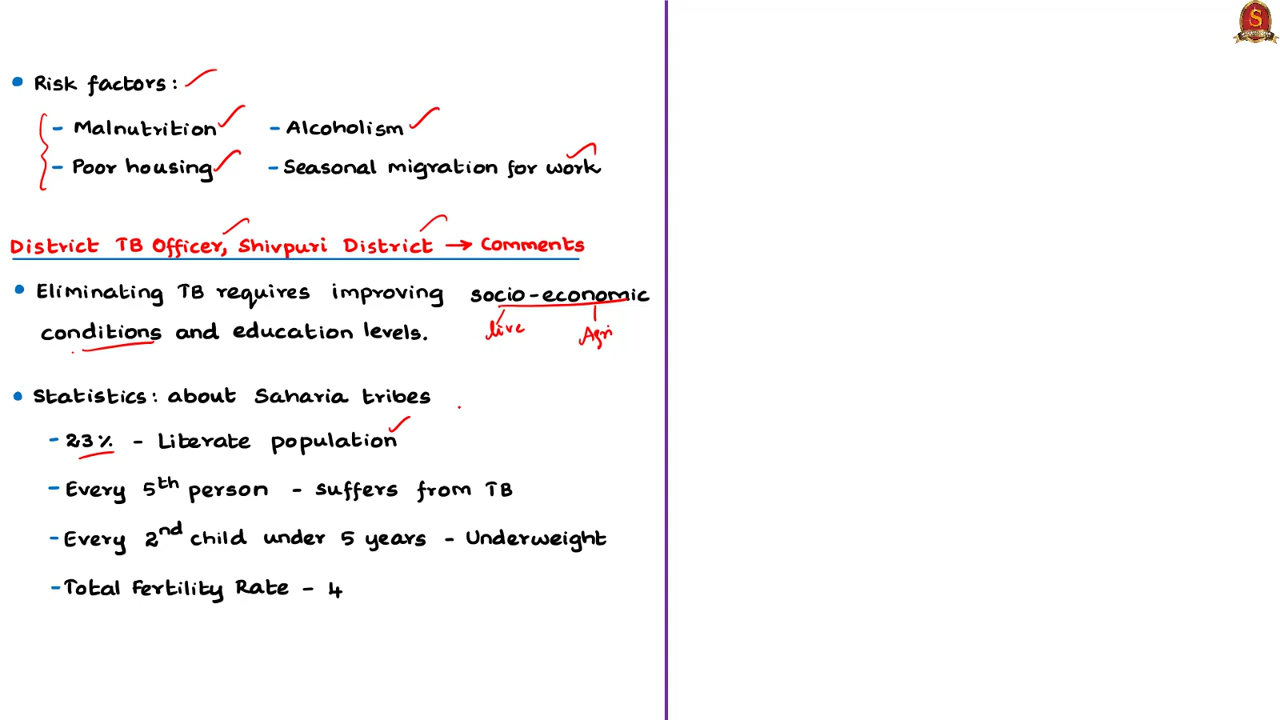 • Risk factors:
- Malnutrition - Alcoholism
- Poor housing - Seasonal migration for work
District TB Officer, Shivpuri District → Comments
• Eliminating TB requires improving socio-economic
conditions and education levels.
live Agri
• Statistics: about Saharia tribes
- 23% - Literate population
- Every 5th person - suffers from TB
- Every 2nd child under 5 years - Underweight
- Total Fertility Rate - 4
S